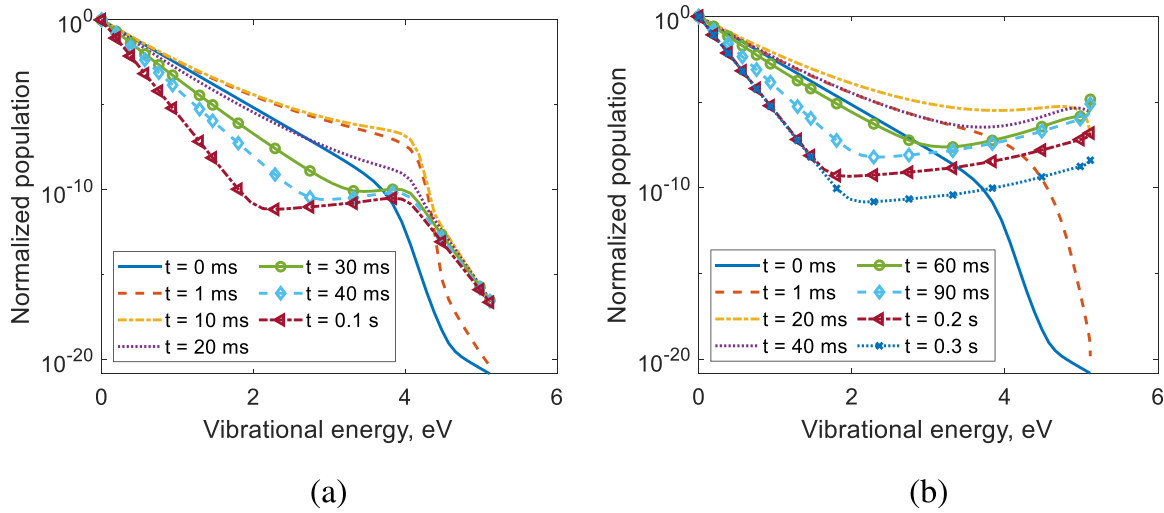 10^0
10^-10
10^-20
Normalized population
t = 0 ms
t = 1 ms
t = 10 ms
t = 20 ms
t = 30 ms
t = 40 ms
t = 0.1 s
0 2 4 6
Vibrational energy, eV
(a)
10^0
10^-10
10^-20
Normalized population
t = 0 ms
t = 1 ms
t = 20 ms
t = 40 ms
t = 60 ms
t = 90 ms
t = 0.2 s
t = 0.3 s
0 2 4 6
Vibrational energy, eV
(b)